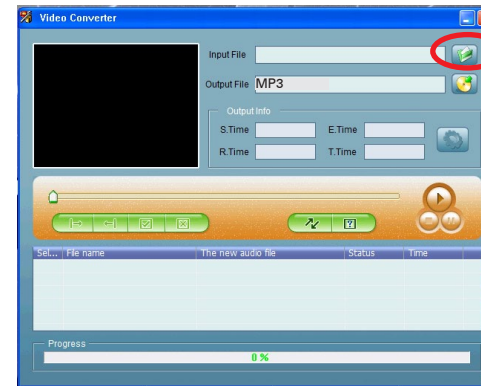 Video Converter
Input File
Output File MP3
Output Info
S.Time E.Time
R.Time T.Time
Sel... File name The new audio file Status Time
Progress
0 %